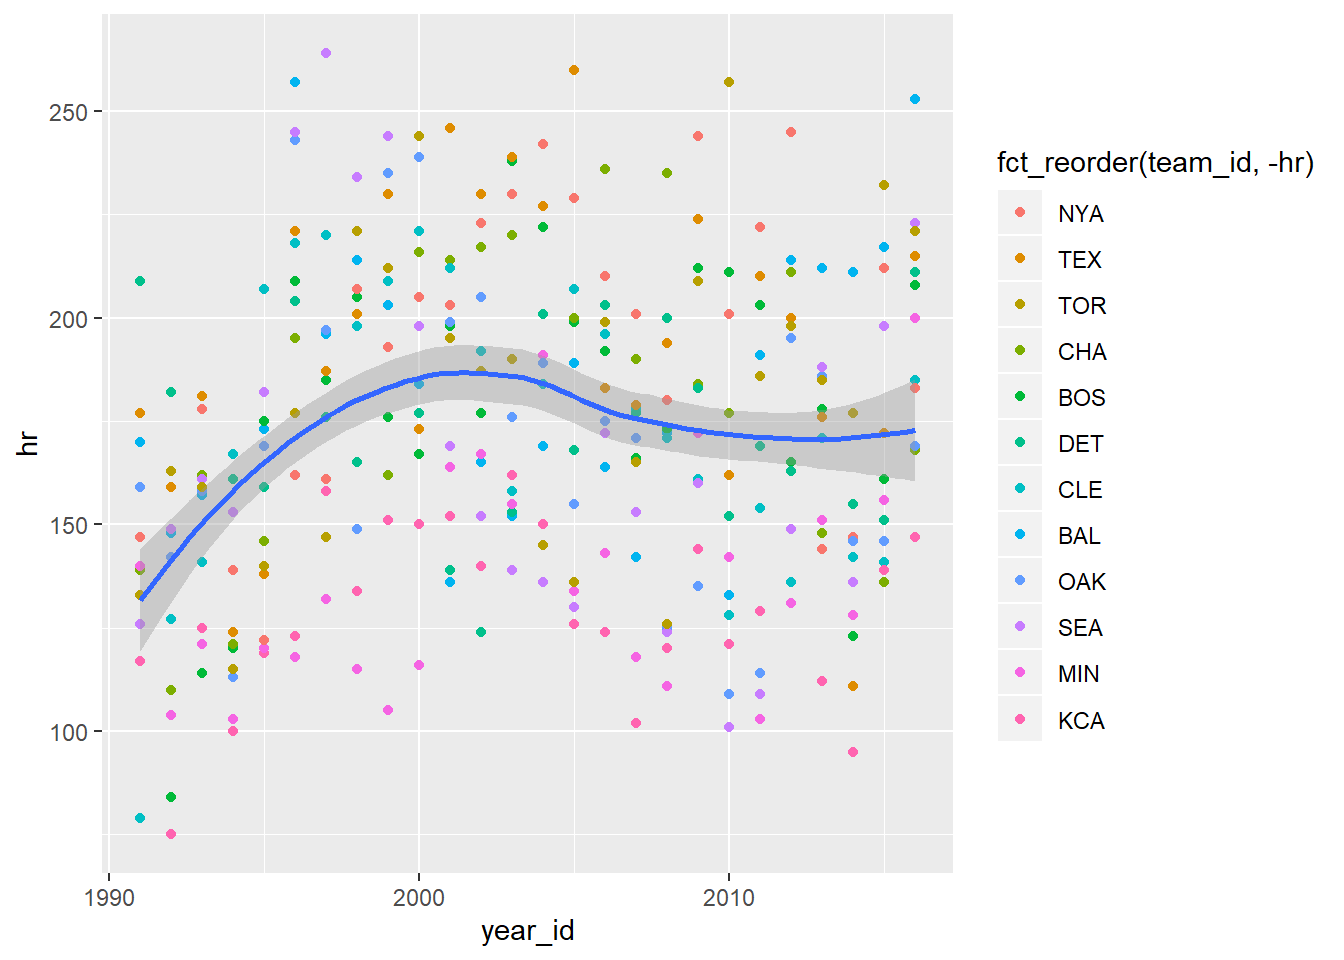 250
200
150
100
hr
1990
2000
2010
year_id
fct_reorder(team_id, -hr)
NYA
TEX
TOR
CHA
BOS
DET
CLE
BAL
OAK
SEA
MIN
KCA